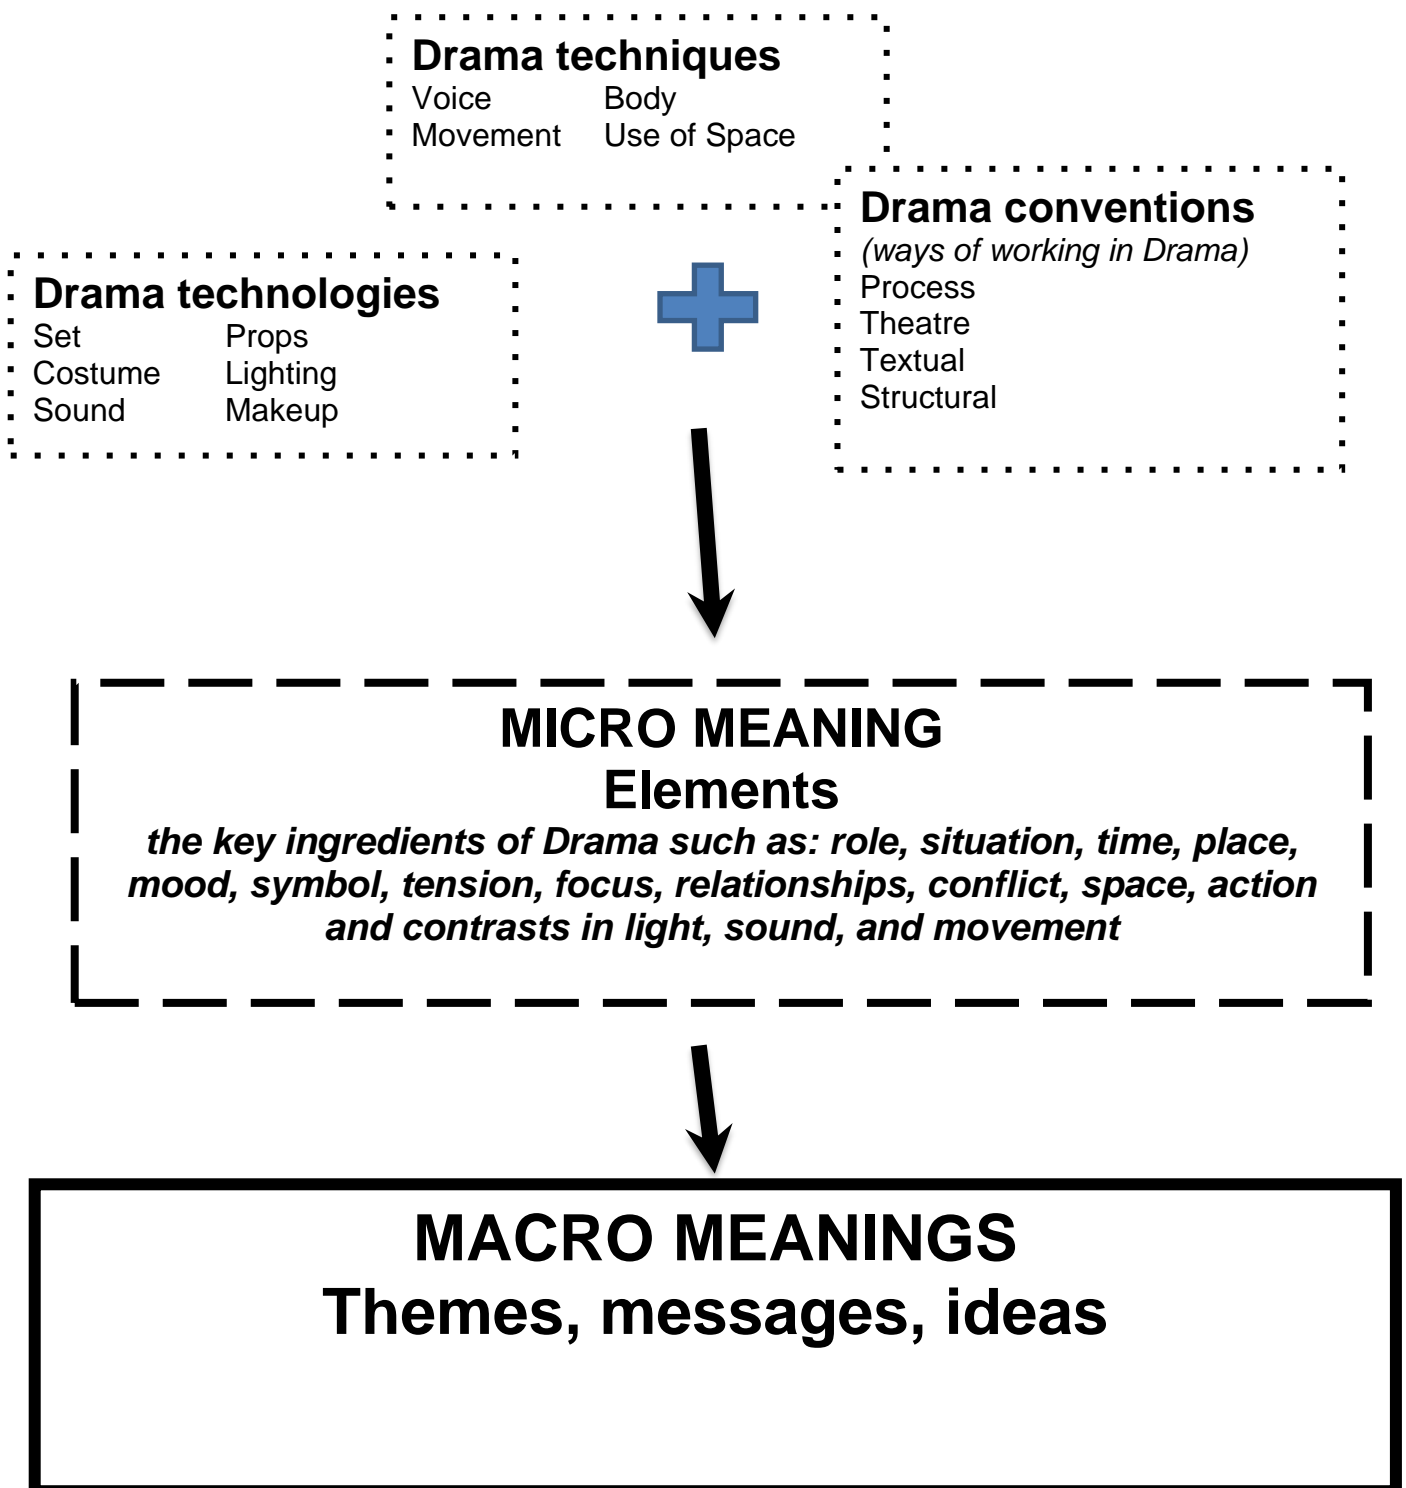 Drama techniques
Voice Body
Movement Use of Space
Drama conventions
(ways of working in Drama)
Process
Theatre
Textual
Structural
Drama technologies
Set Props
Costume Lighting
Sound Makeup
MICRO MEANING
Elements
the key ingredients of Drama such as: role, situation, time, place,
mood, symbol, tension, focus, relationships, conflict, space, action
and contrasts in light, sound, and movement
MACRO MEANINGS
Themes, messages, ideas